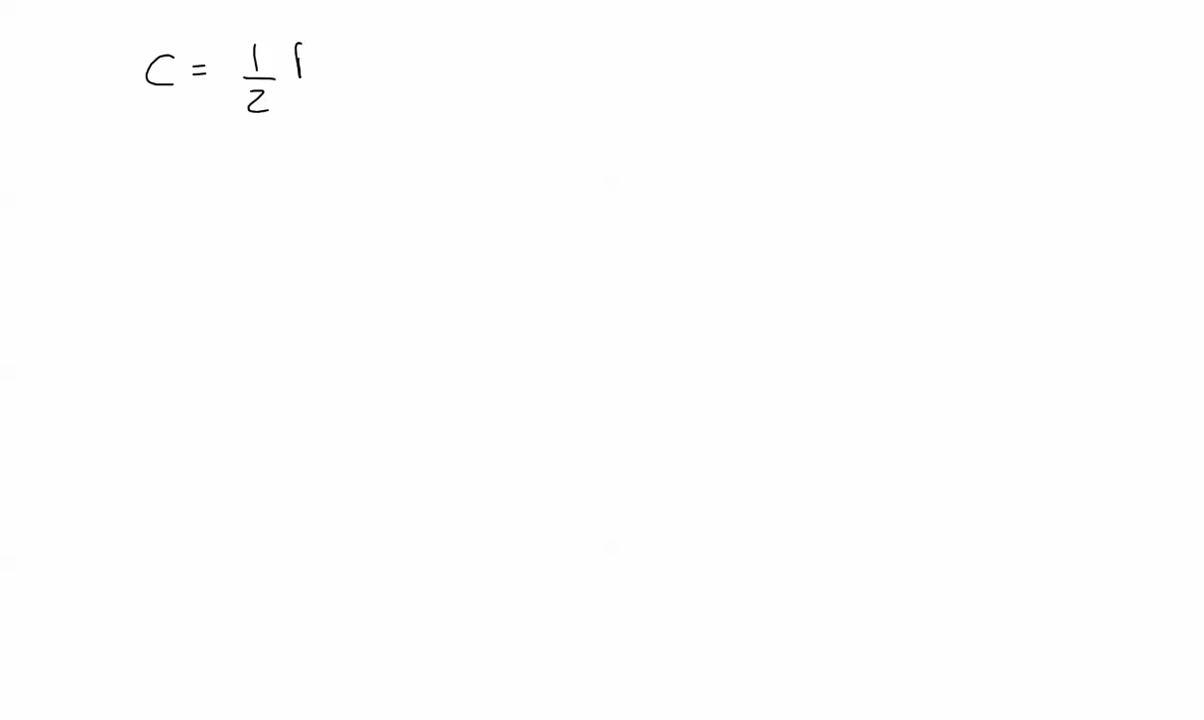 C = 1/2